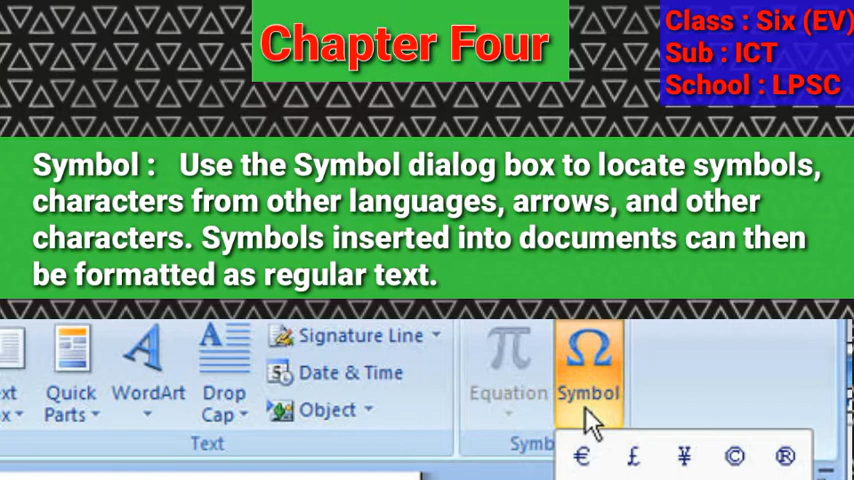 Chapter Four
Class : Six (EV)
Sub : ICT
School : LPSC
Symbol : Use the Symbol dialog box to locate symbols,
characters from other languages, arrows, and other
characters. Symbols inserted into documents can then
be formatted as regular text.
Quick
Parts
WordArt
Drop
Cap
Signature Line
Date & Time
Object
Text
Equation
Symbol
€ £ ¥ © ®